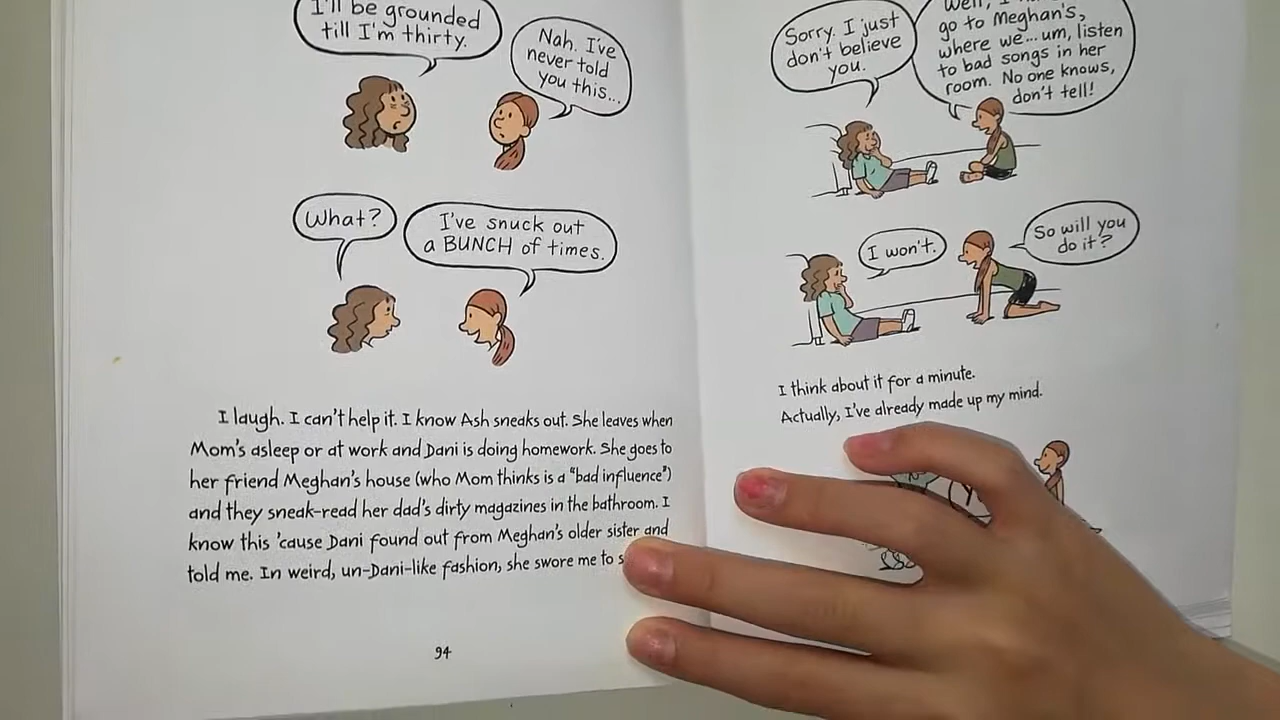 I'll be grounded
till I'm thirty.
Nah. I've
never told
you this...
What?
I've snuck out
a BUNCH of times.
I laugh. I can't help it. I know Ash sneaks out. She leaves when
Mom's asleep or at work and Dani is doing homework. She goes to
her friend Meghan's house (who Mom thinks is a "bad influence")
and they sneak-read her dad's dirty magazines in the bathroom. I
know this 'cause Dani found out from Meghan's older sister and
told me. In weird, un-Dani-like fashion, she swore me to
94
Sorry. I just
don't believe
you.
Well, I
go to Meghan's,
where we...um, listen
to bad songs in her
room. No one knows,
don't tell!
I won't.
So will you
do it?
I think about it for a minute.
Actually, I've already made up my mind.